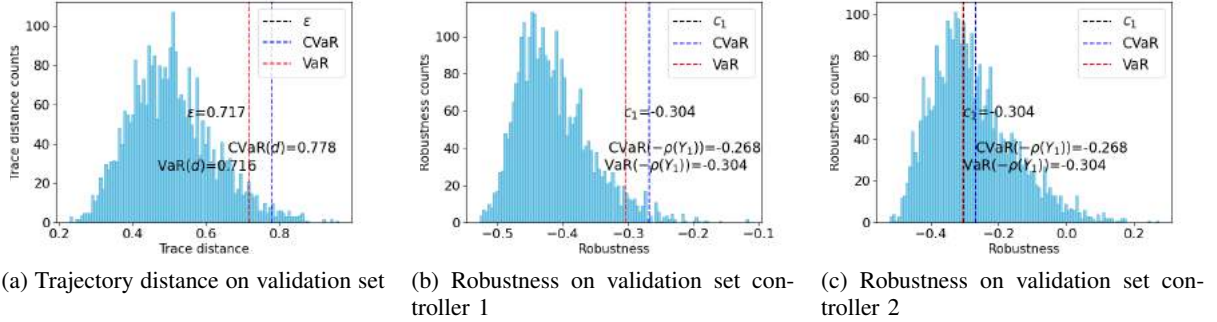 100
80
60
40
20
0
Trace distance counts
ε
CVaR
VaR
ε=0.717
CVaR(d)=0.778
VaR(d)=0.716
0.2 0.4 0.6 0.8
Trace distance
(a) Trajectory distance on validation set
100
80
60
40
20
0
Robustness counts
c₁
CVaR
VaR
c₁=-0.304
CVaR(−ρ(Y₁))=-0.268
VaR(−ρ(Y₁))=-0.304
−0.5 −0.4 −0.3 −0.2 −0.1
Robustness
(b) Robustness on validation set con-
troller 1
100
80
60
40
20
0
Robustness counts
c₁
CVaR
VaR
c₁=-0.304
CVaR(−ρ(Y₁))=-0.268
VaR(−ρ(Y₁))=-0.304
−0.4 −0.2 0.0 0.2
Robustness
(c) Robustness on validation set con-
troller 2